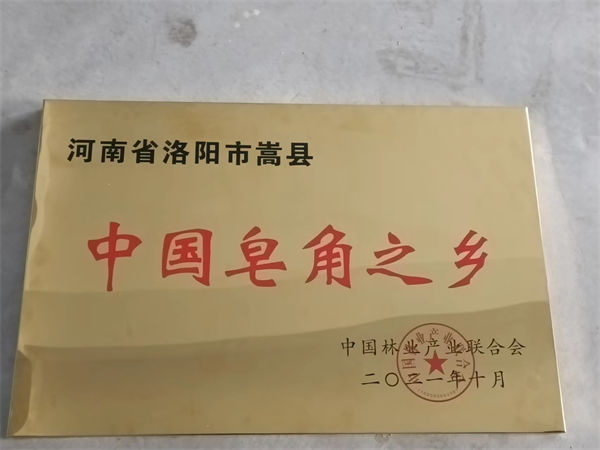 河南省洛阳市嵩县
中国皂角之乡
中国林业产业联合会
二〇二一年十月